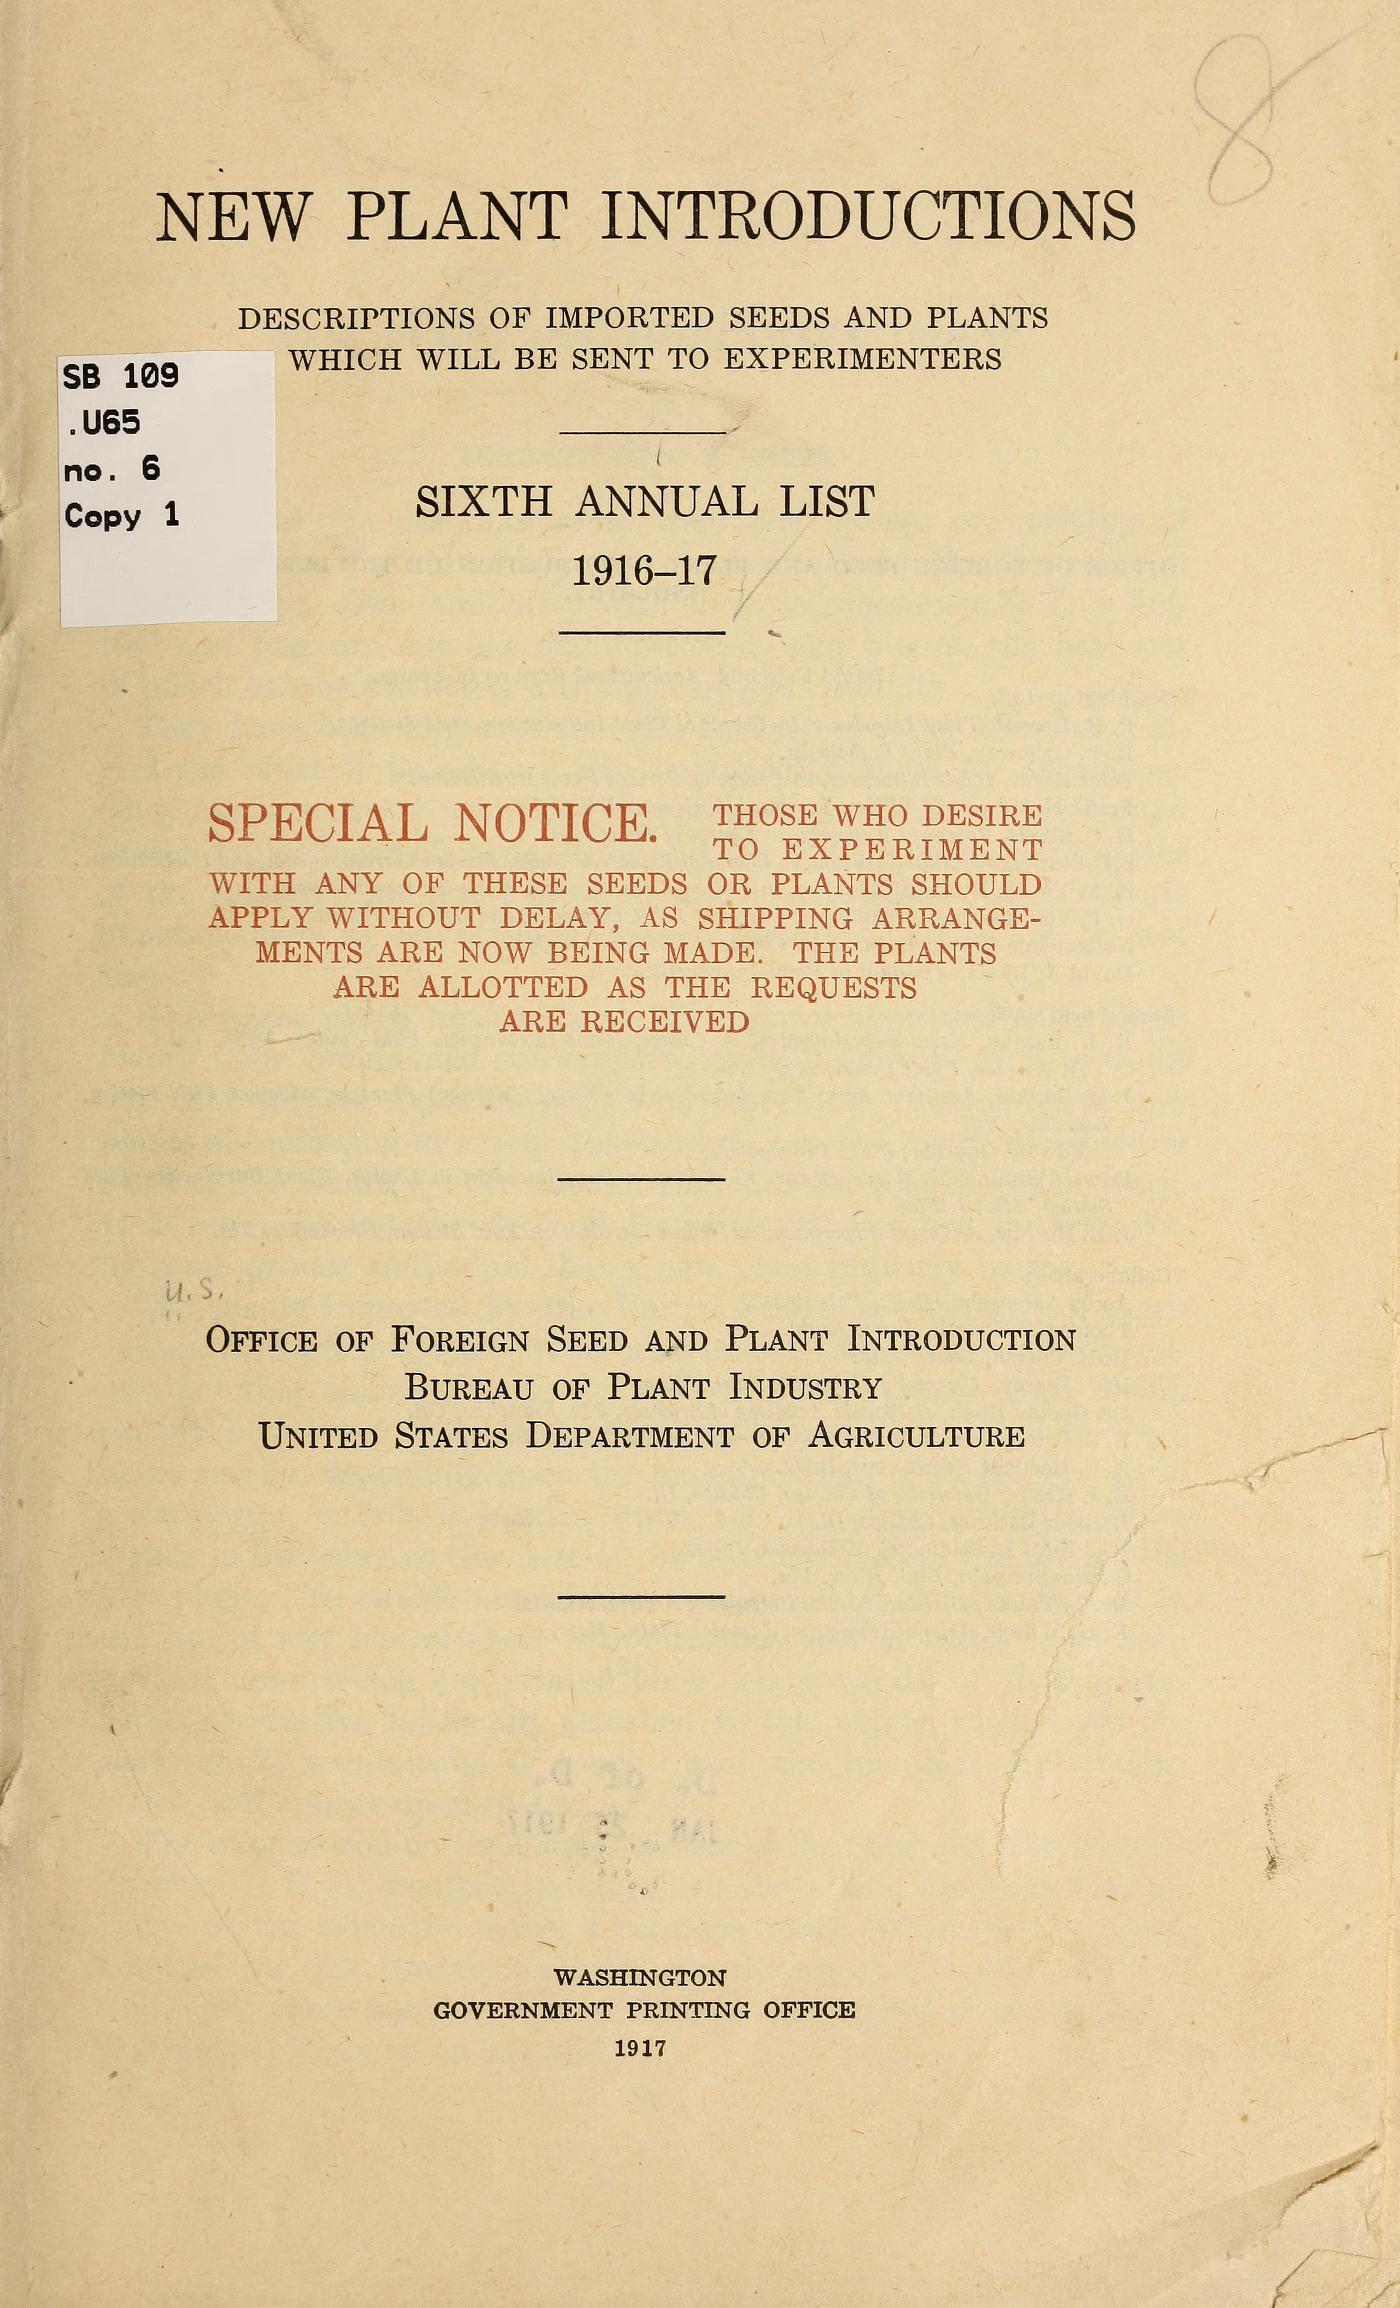 8
NEW PLANT INTRODUCTIONS
DESCRIPTIONS OF IMPORTED SEEDS AND PLANTS
WHICH WILL BE SENT TO EXPERIMENTERS
SB 109
.U65
no. 6
Copy 1
SIXTH ANNUAL LIST
1916–17
SPECIAL NOTICE. THOSE WHO DESIRE
TO EXPERIMENT
WITH ANY OF THESE SEEDS OR PLANTS SHOULD
APPLY WITHOUT DELAY, AS SHIPPING ARRANGE-
MENTS ARE NOW BEING MADE. THE PLANTS
ARE ALLOTTED AS THE REQUESTS
ARE RECEIVED
U.S.
OFFICE OF FOREIGN SEED AND PLANT INTRODUCTION
BUREAU OF PLANT INDUSTRY
UNITED STATES DEPARTMENT OF AGRICULTURE
D. of D.
WASHINGTON
GOVERNMENT PRINTING OFFICE
1917